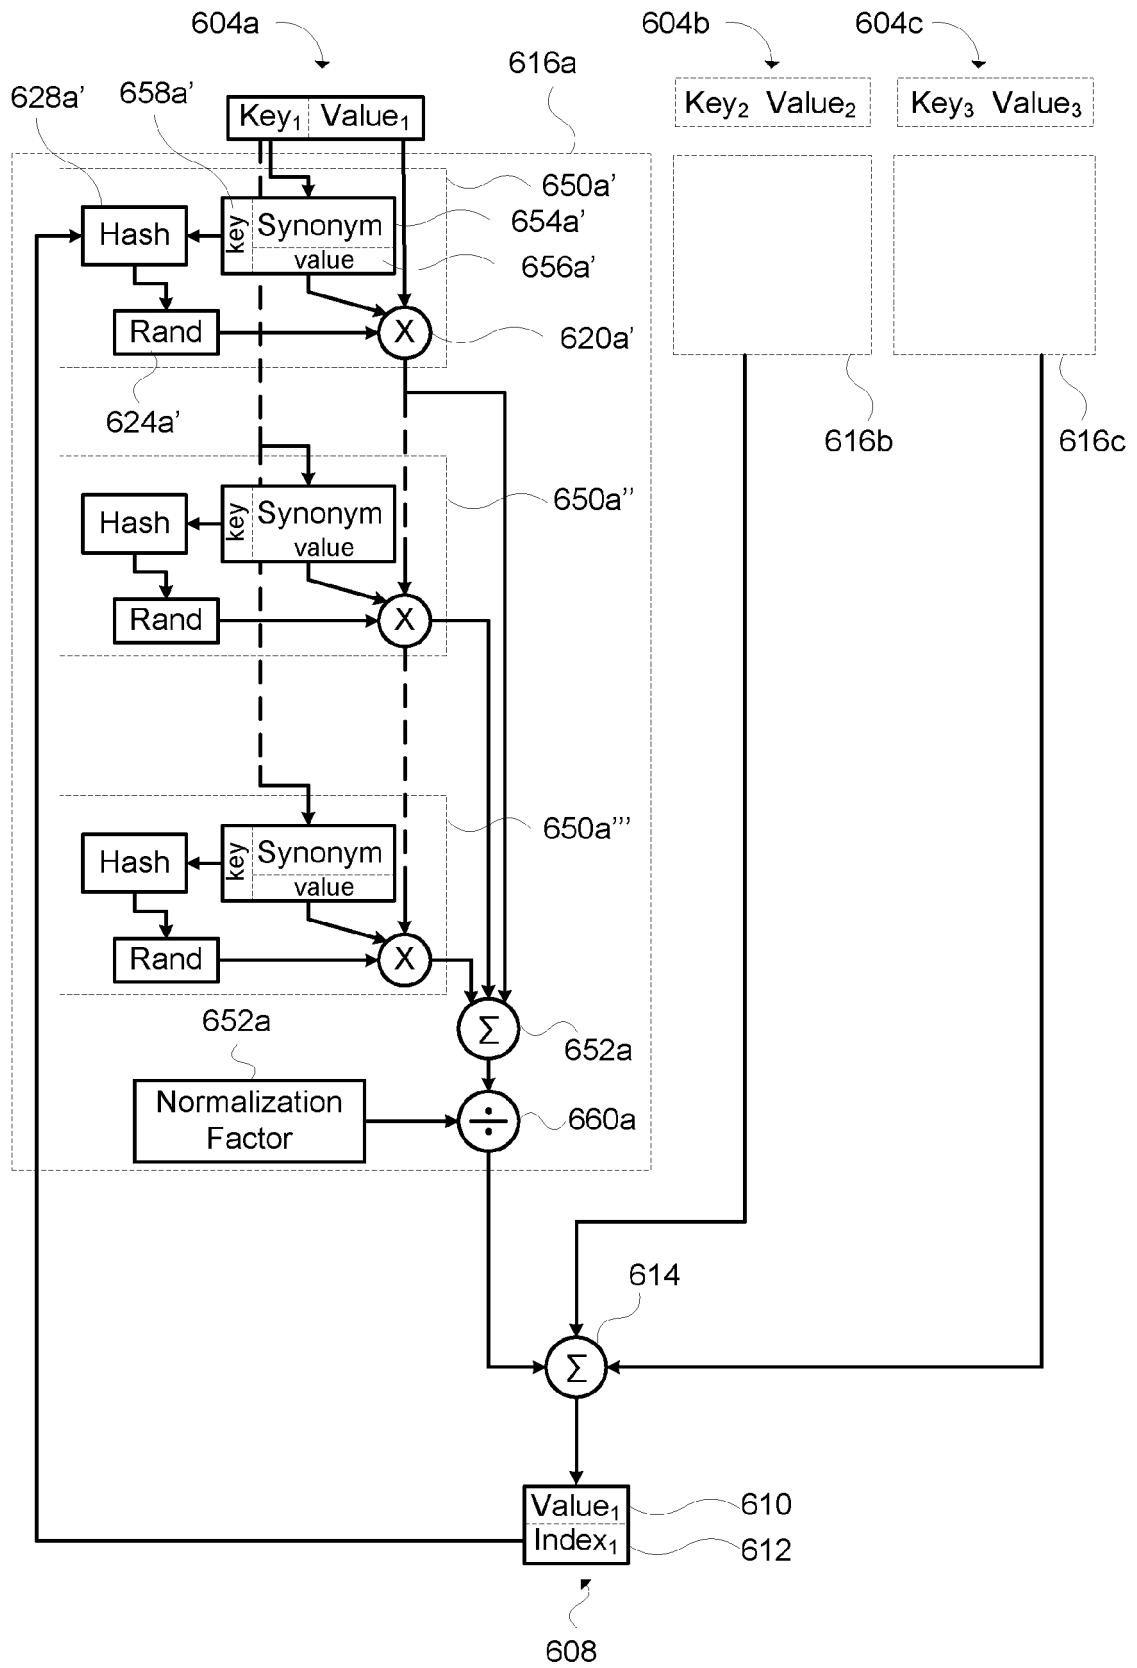 604a
604b
604c
616a
628a'
658a'
Key₁ Value₁
Key₂ Value₂
Key₃ Value₃
650a'
Hash
key
Synonym
value
654a'
656a'
Rand
X
620a'
624a'
616b
616c
650a''
Hash
key
Synonym
value
Rand
X
650a'''
Hash
key
Synonym
value
Rand
X
652a
Σ
652a
Normalization
Factor
÷
660a
614
Σ
Value₁
610
Index₁
612
608